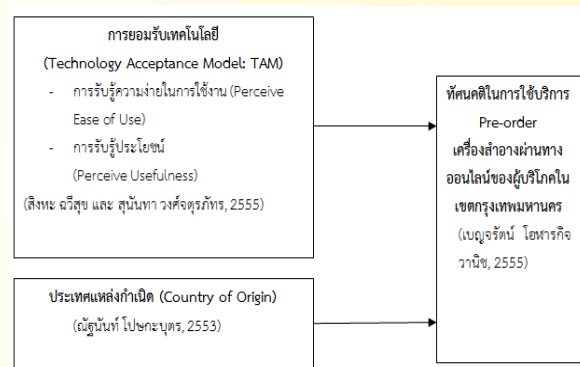 การยอมรับเทคโนโลยี
(Technology Acceptance Model: TAM)
- การรับรู้ความง่ายในการใช้งาน (Perceive
Ease of Use)
- การรับรู้ประโยชน์
(Perceive Usefulness)
(สิงหะ ฉวีสุข และ สุนันทา วงศ์จตุรภัทร, 2555)
ประเทศแหล่งกำเนิด (Country of Origin)
(ณัฐนันท์ โปษกะบุตร, 2553)
ทัศนคติในการใช้บริการ
Pre-order
เครื่องสำอางผ่านทาง
ออนไลน์ของผู้บริโภคใน
เขตกรุงเทพมหานคร
(เบญจรัตน์ โอฬารกิจ
วานิช, 2555)